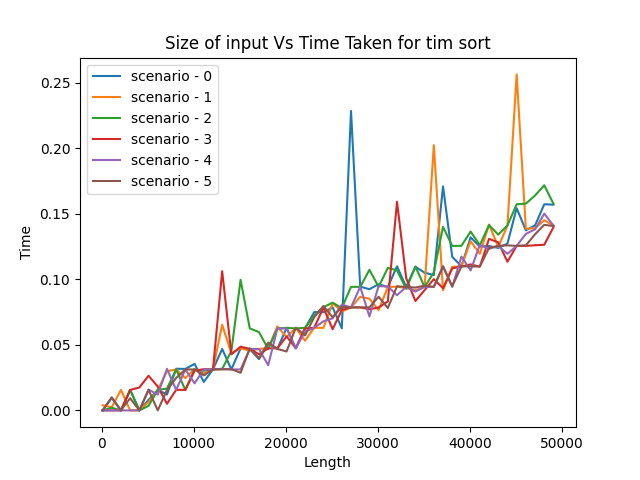 Size of input Vs Time Taken for tim sort
scenario - 0
scenario - 1
scenario - 2
scenario - 3
scenario - 4
scenario - 5
0.25
0.20
0.15
0.10
0.05
0.00
Time
0 10000 20000 30000 40000 50000
Length